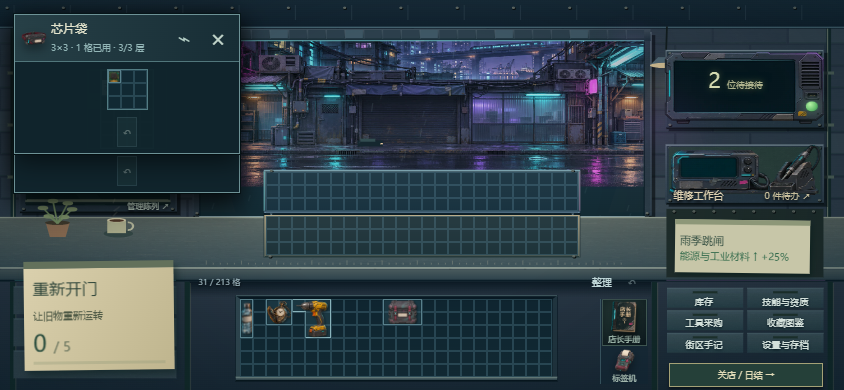 芯片袋
3×3 · 1 格已用 · 3/3 层
管理陈列 ↗
2 位待接待
维修工作台
0 件待办 ↗
雨季跳闸
能源与工业材料 ↑ +25%
重新开门
让旧物重新运转
0 / 5
31 / 213 格
整理
店长手册
店长手册
标签机
库存
技能与资质
工具采购
收藏图鉴
街区手记
设置与存档
关店 / 日结 →